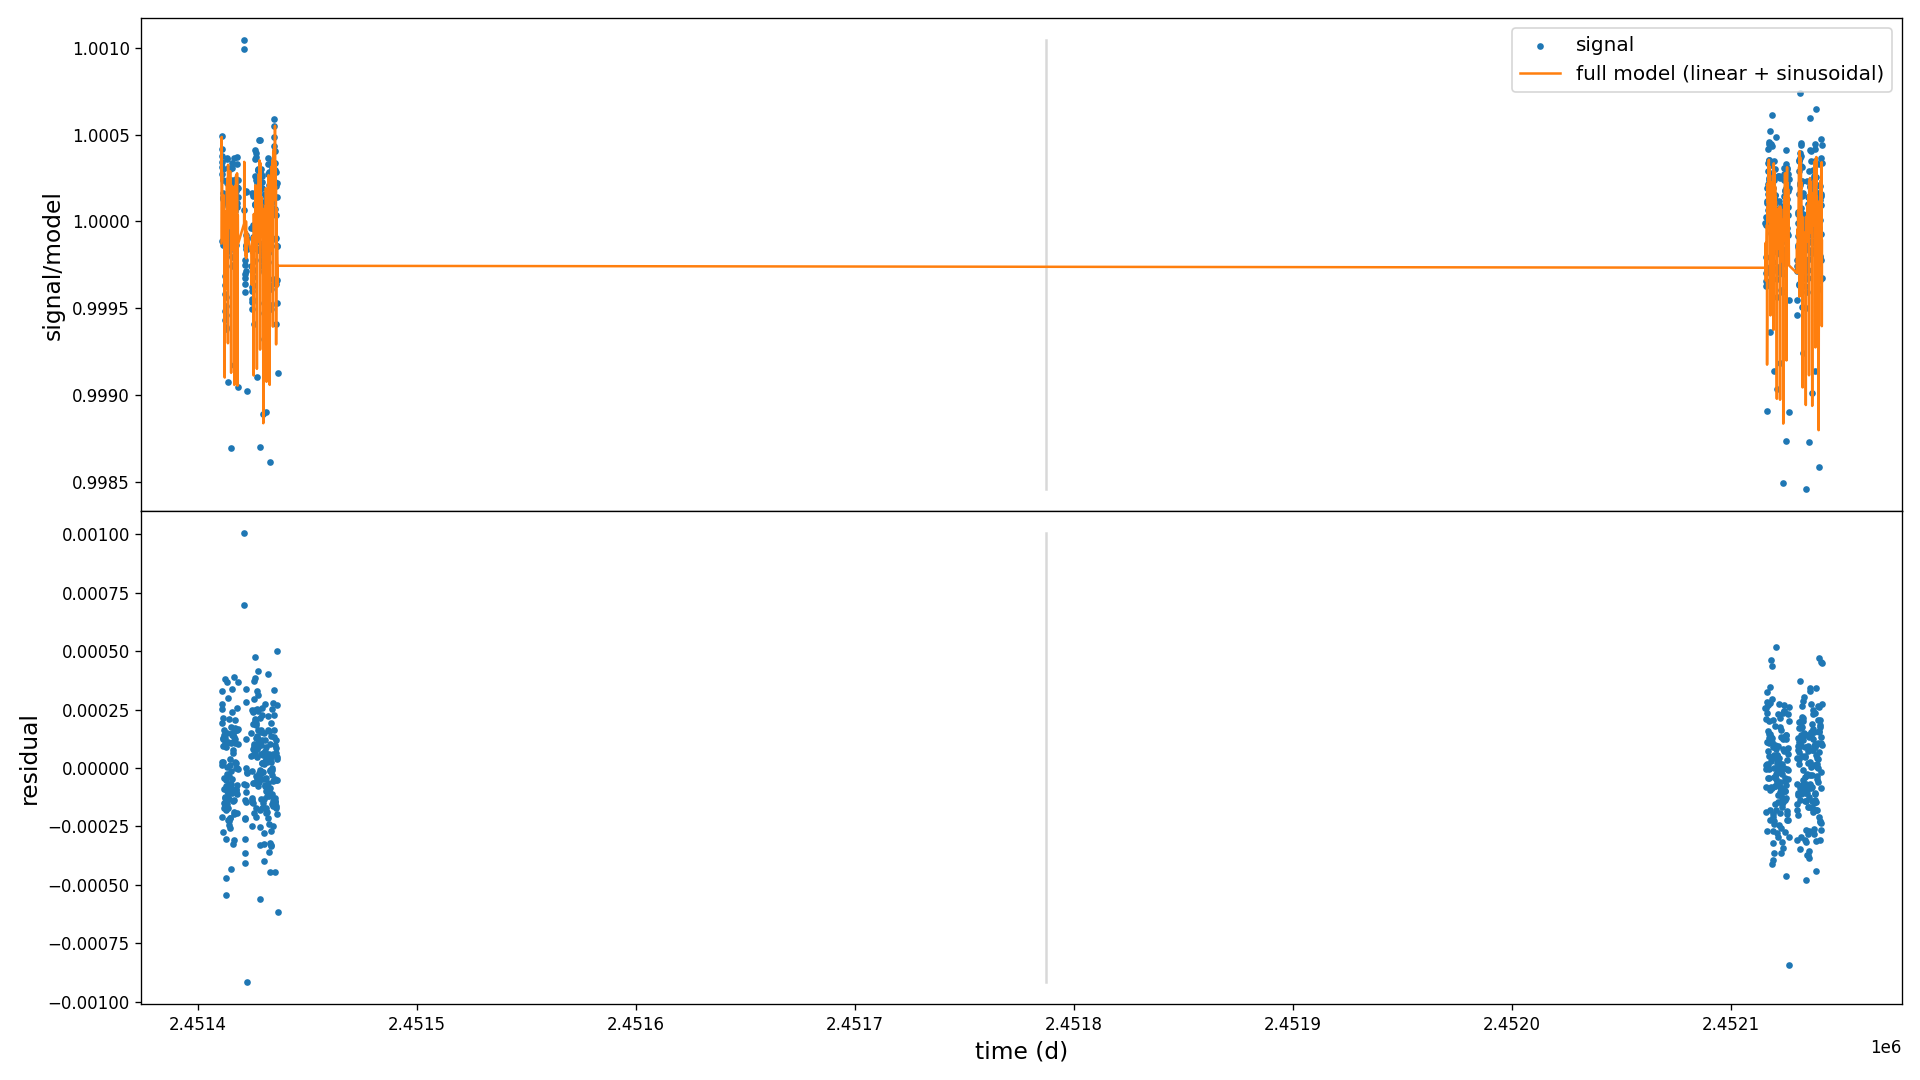 signal
full model (linear + sinusoidal)
signal/model
1.0010
1.0005
1.0000
0.9995
0.9990
0.9985
residual
0.00100
0.00075
0.00050
0.00025
0.00000
−0.00025
−0.00050
−0.00075
−0.00100
2.4514 2.4515 2.4516 2.4517 2.4518 2.4519 2.4520 2.4521
1e6
time (d)